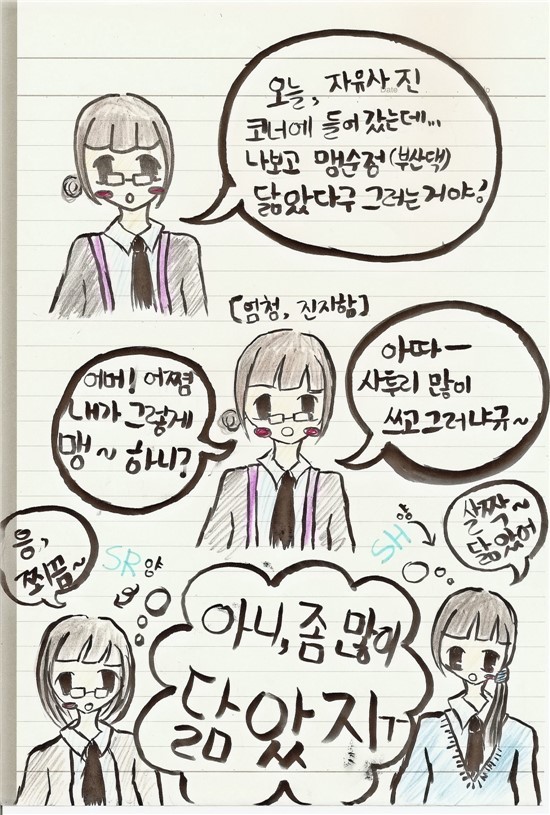 오늘, 자유사진
코너에 들어갔는데...
나보고 맹순정 (부산댁)
닮았다구 그러는거야!
[엄청, 진지함]
어메! 어쩜
내가 그렇게
맹~ 하니?
아따ー
사투리 많이
쓰고 그러냐규~
응,
쬐끔~
SR양
SH양
살짝~
닮았어
아니, 좀 많이
닮았지ㅋ